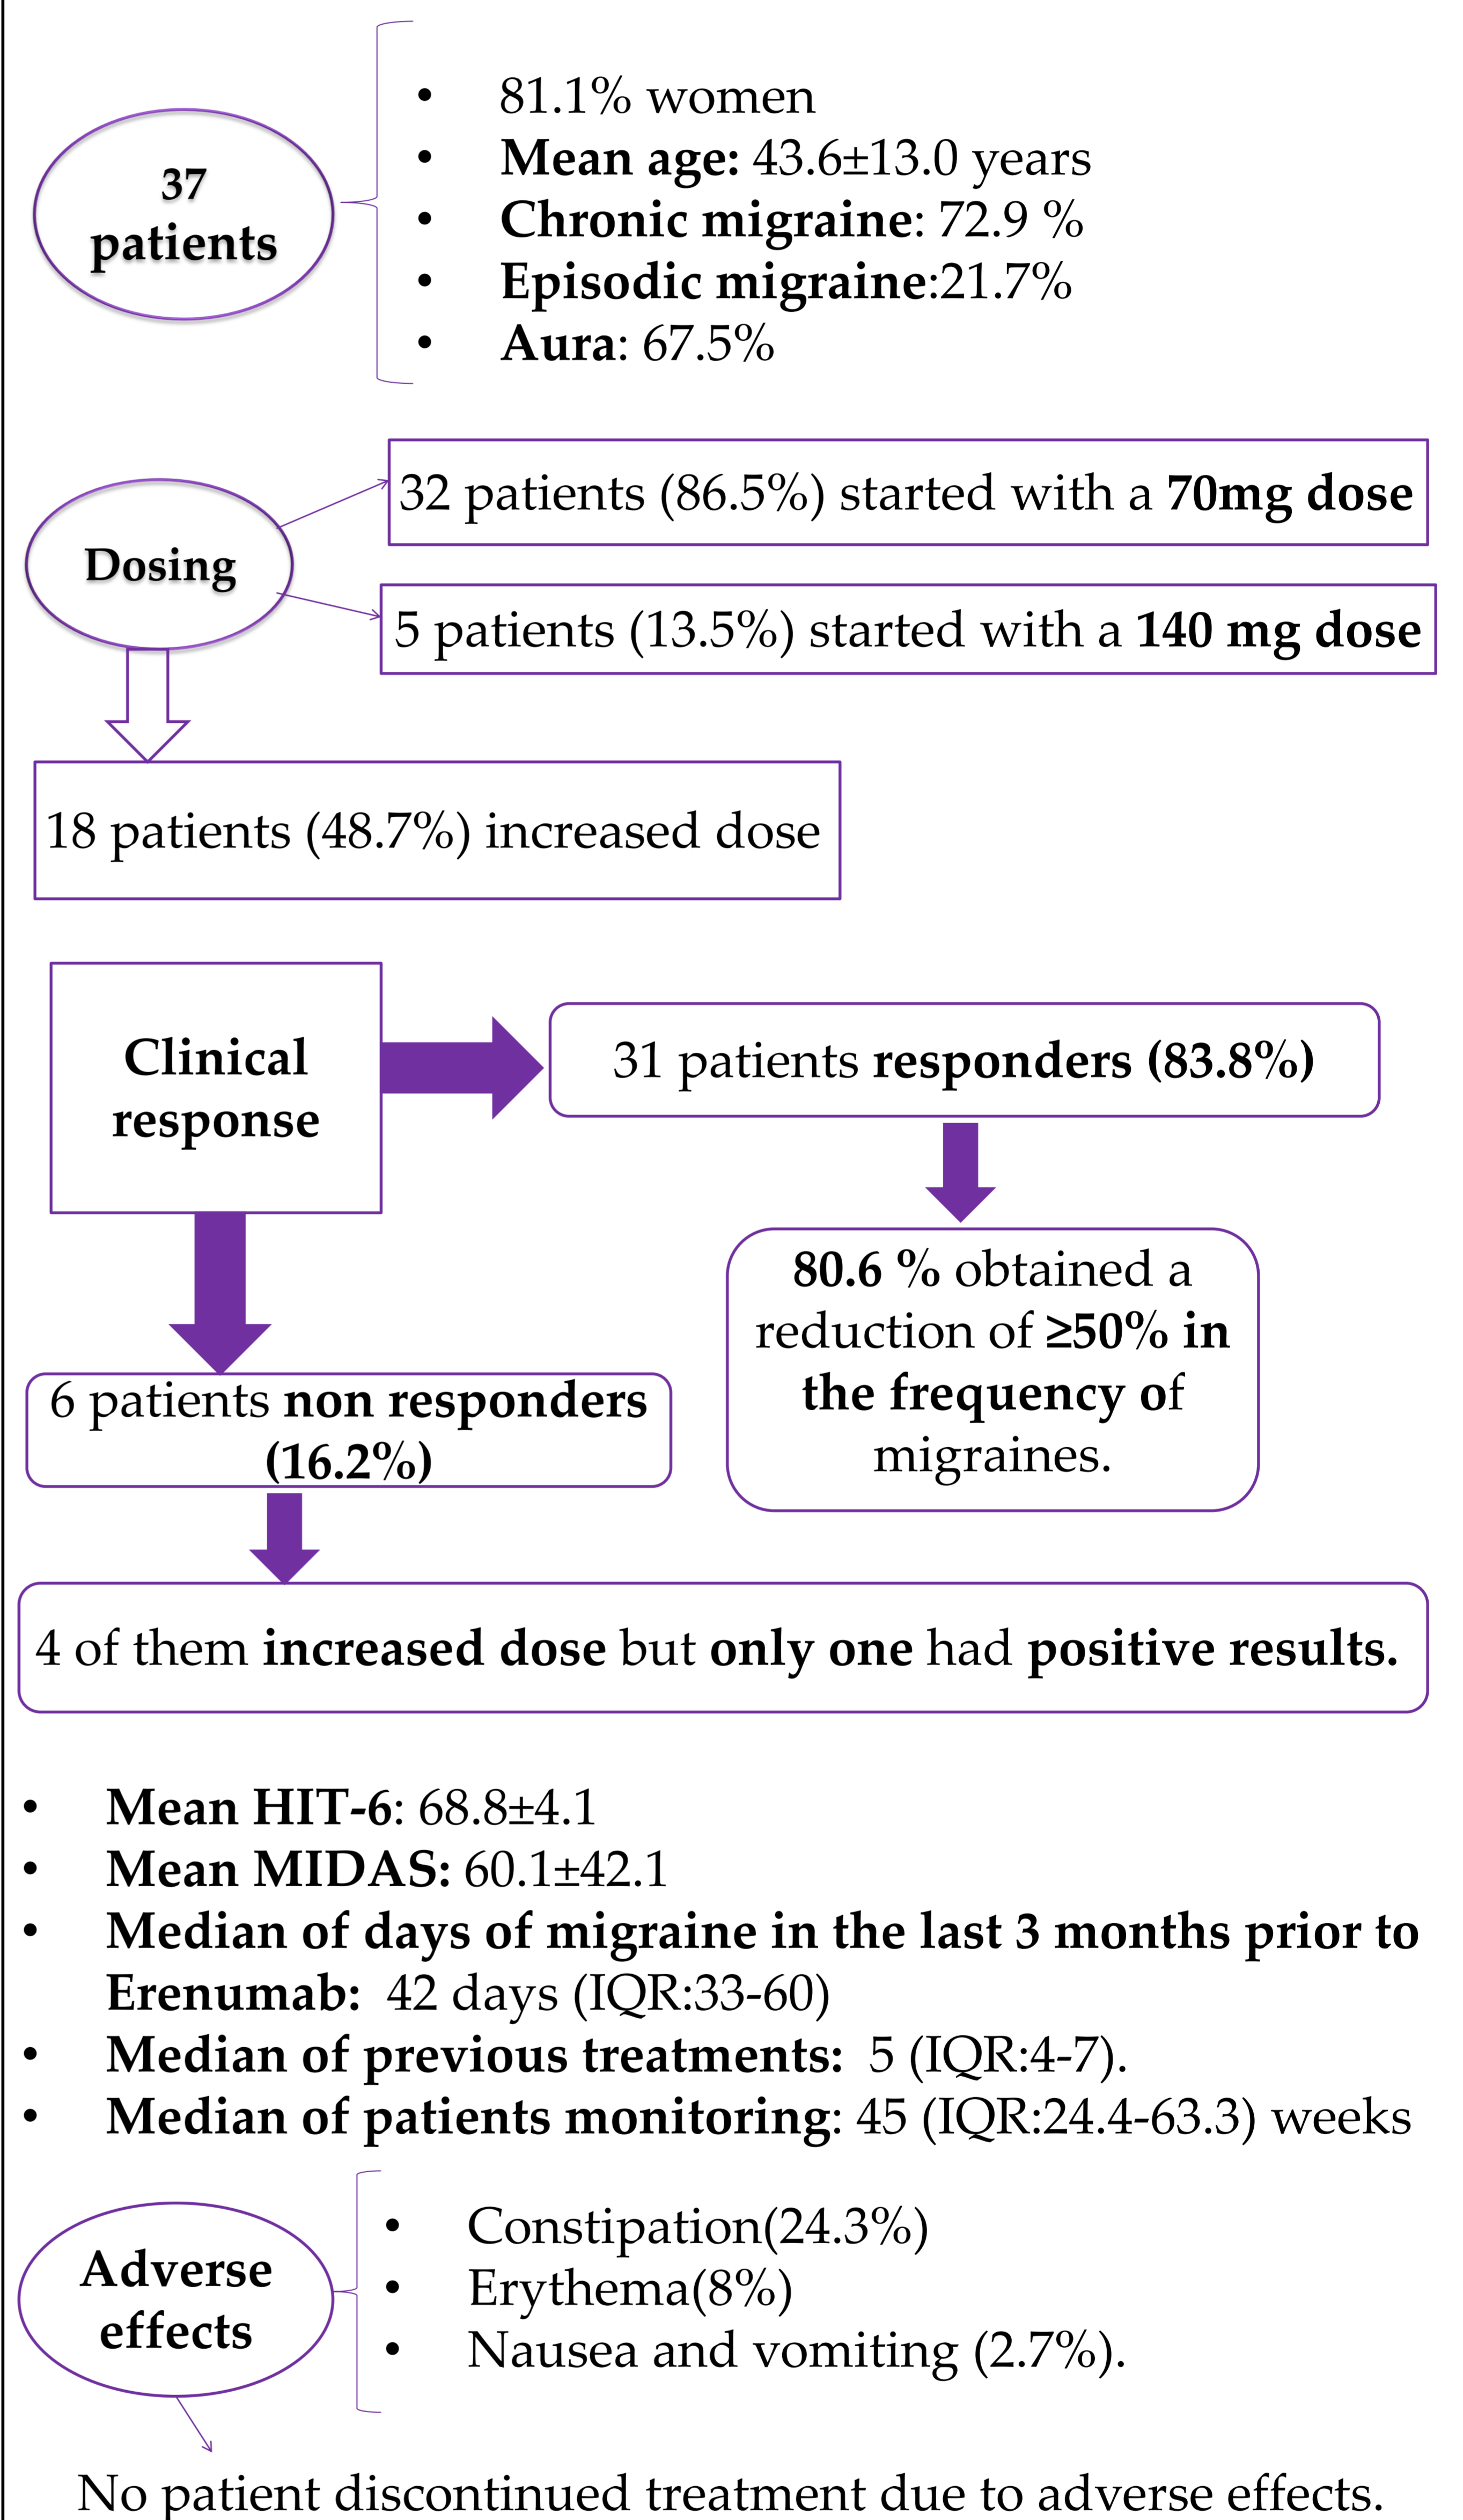 37
patients
• 81.1% women
• Mean age: 43.6±13.0 years
• Chronic migraine: 72.9 %
• Episodic migraine:21.7%
• Aura: 67.5%
Dosing
32 patients (86.5%) started with a 70mg dose
5 patients (13.5%) started with a 140 mg dose
18 patients (48.7%) increased dose
Clinical
response
31 patients responders (83.8%)
80.6 % obtained a
reduction of ≥50% in
the frequency of
migraines.
6 patients non responders
(16.2%)
4 of them increased dose but only one had positive results.
• Mean HIT-6: 68.8±4.1
• Mean MIDAS: 60.1±42.1
• Median of days of migraine in the last 3 months prior to
Erenumab: 42 days (IQR:33-60)
• Median of previous treatments: 5 (IQR:4-7).
• Median of patients monitoring: 45 (IQR:24.4-63.3) weeks
Adverse
effects
• Constipation(24.3%)
• Erythema(8%)
• Nausea and vomiting (2.7%).
No patient discontinued treatment due to adverse effects.